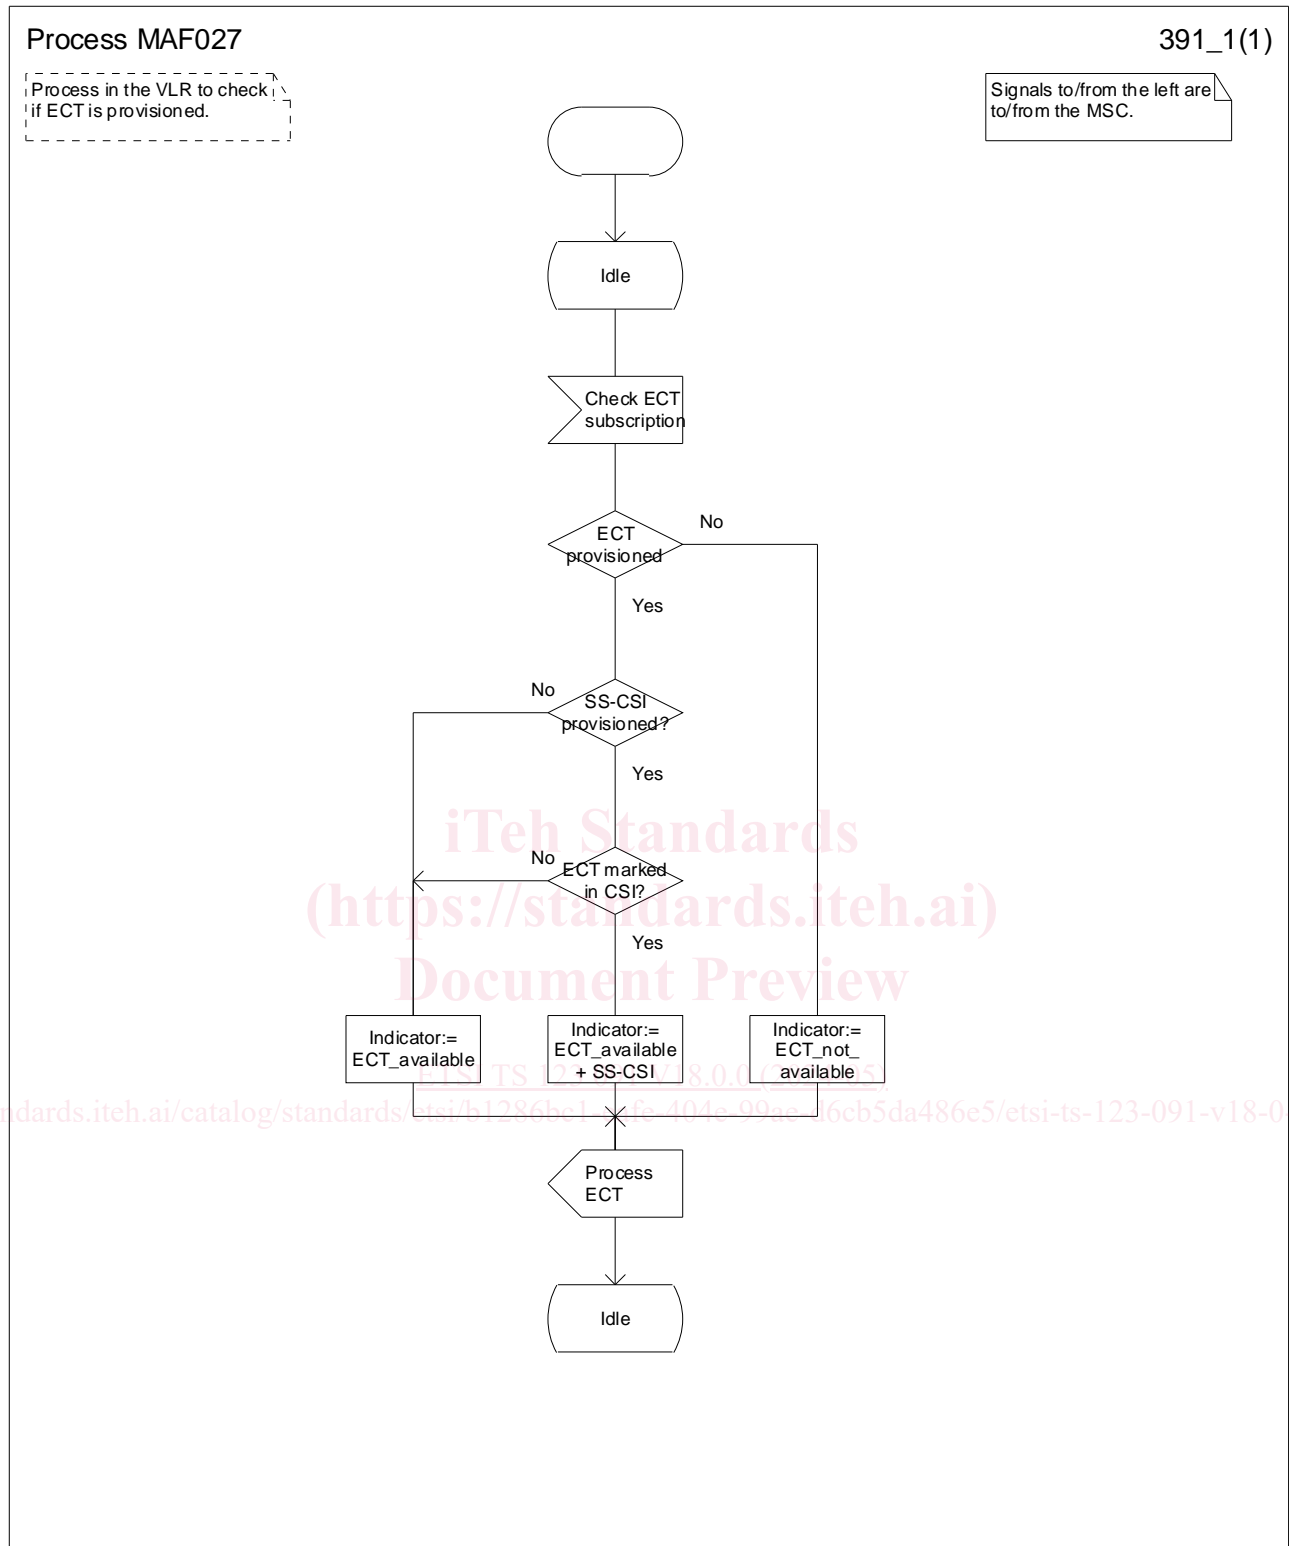 Process MAF027
391_1(1)
Process in the VLR to check
if ECT is provisioned.
Signals to/from the left are
to/from the MSC.
Idle
Check ECT
subscription
ECT
provisioned
No
Yes
SS-CSI
provisioned?
No
Yes
iTeh Standards
ECT marked
in CSI?
No
(https://standards.iteh.ai)
Yes
Document Preview
Indicator:=
ECT_available
Indicator:=
ECT_available
+ SS-CSI
Indicator:=
ECT_not_
available
Process
ECT
Idle